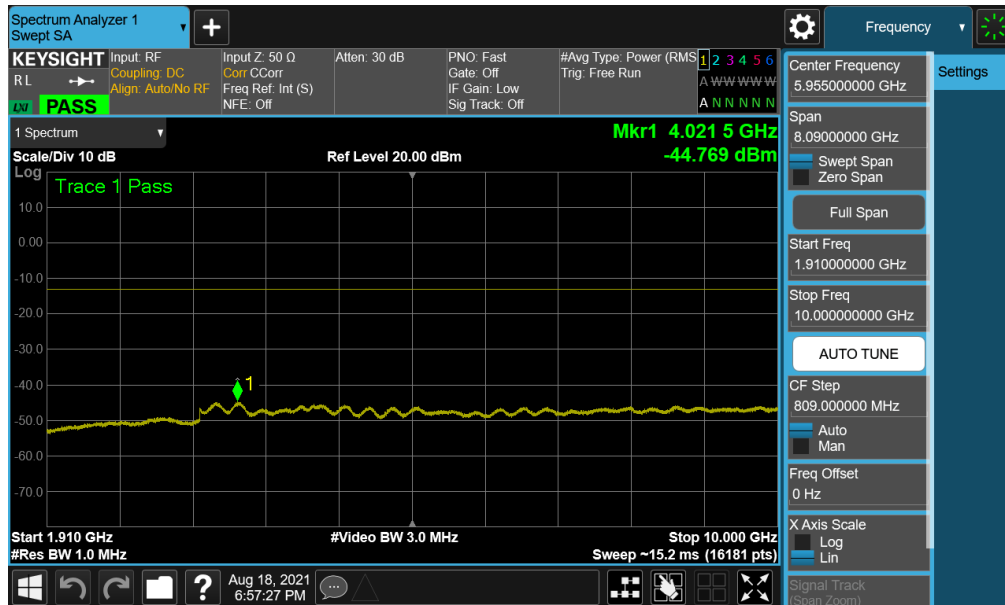 Spectrum Analyzer 1
Swept SA
+
Frequency
KEYSIGHT
RL
LXI PASS
Input: RF
Coupling: DC
Align: Auto/No RF
Input Z: 50 Ω
Corr CCorr
Freq Ref: Int (S)
NFE: Off
Atten: 30 dB
PNO: Fast
Gate: Off
IF Gain: Low
Sig Track: Off
#Avg Type: Power (RMS
Trig: Free Run
1 2 3 4 5 6
A W W W W W
A N N N N N
1 Spectrum
Scale/Div 10 dB
Ref Level 20.00 dBm
Mkr1 4.021 5 GHz
-44.769 dBm
Log
Trace 1 Pass
10.0
0.00
-10.0
-20.0
-30.0
-40.0
1
-50.0
-60.0
-70.0
Start 1.910 GHz
#Res BW 1.0 MHz
#Video BW 3.0 MHz
Stop 10.000 GHz
Sweep ~15.2 ms (16181 pts)
?
Aug 18, 2021
6:57:27 PM
Center Frequency
5.955000000 GHz
Span
8.09000000 GHz
Swept Span
Zero Span
Full Span
Start Freq
1.910000000 GHz
Stop Freq
10.000000000 GHz
AUTO TUNE
CF Step
809.000000 MHz
Auto
Man
Freq Offset
0 Hz
X Axis Scale
Log
Lin
Signal Track
(Span Zoom)
Settings